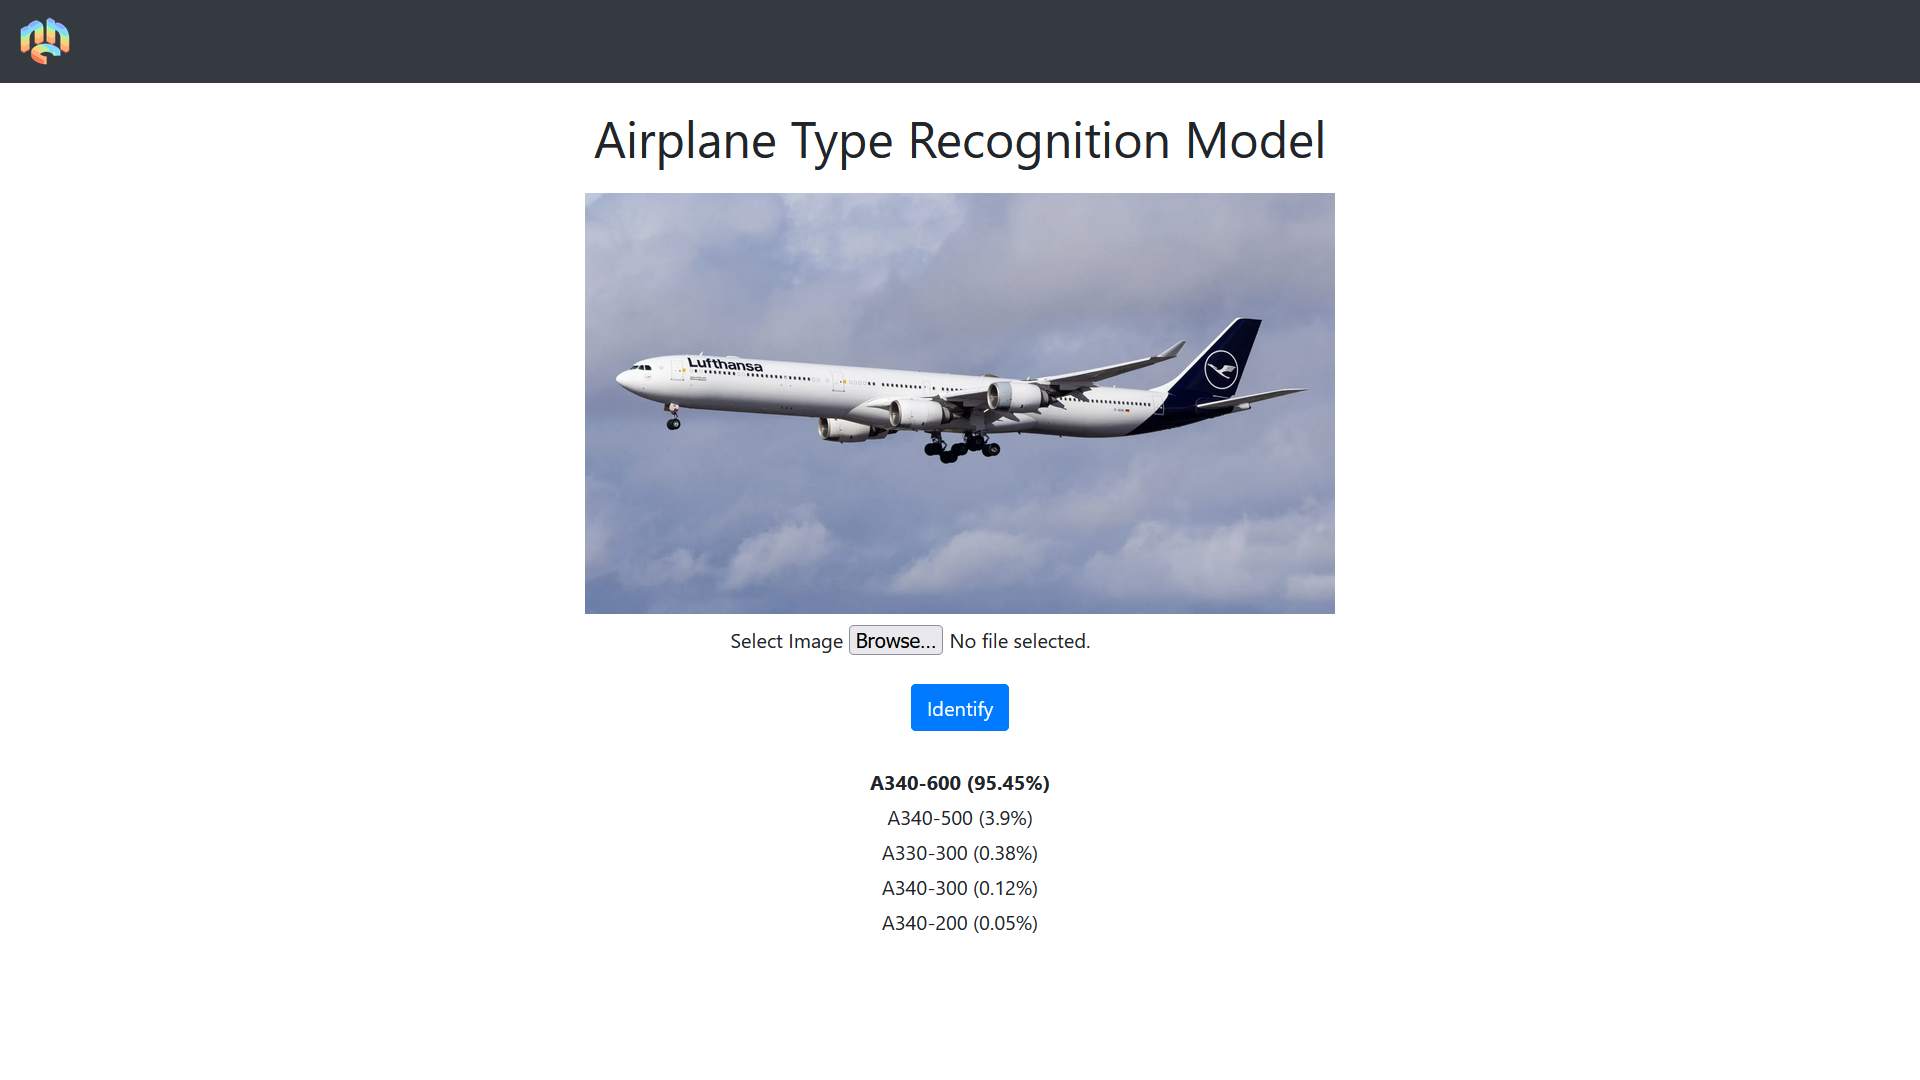 Airplane Type Recognition Model
Lufthansa
Select Image Browse... No file selected.
Identify
A340-600 (95.45%)
A340-500 (3.9%)
A330-300 (0.38%)
A340-300 (0.12%)
A340-200 (0.05%)